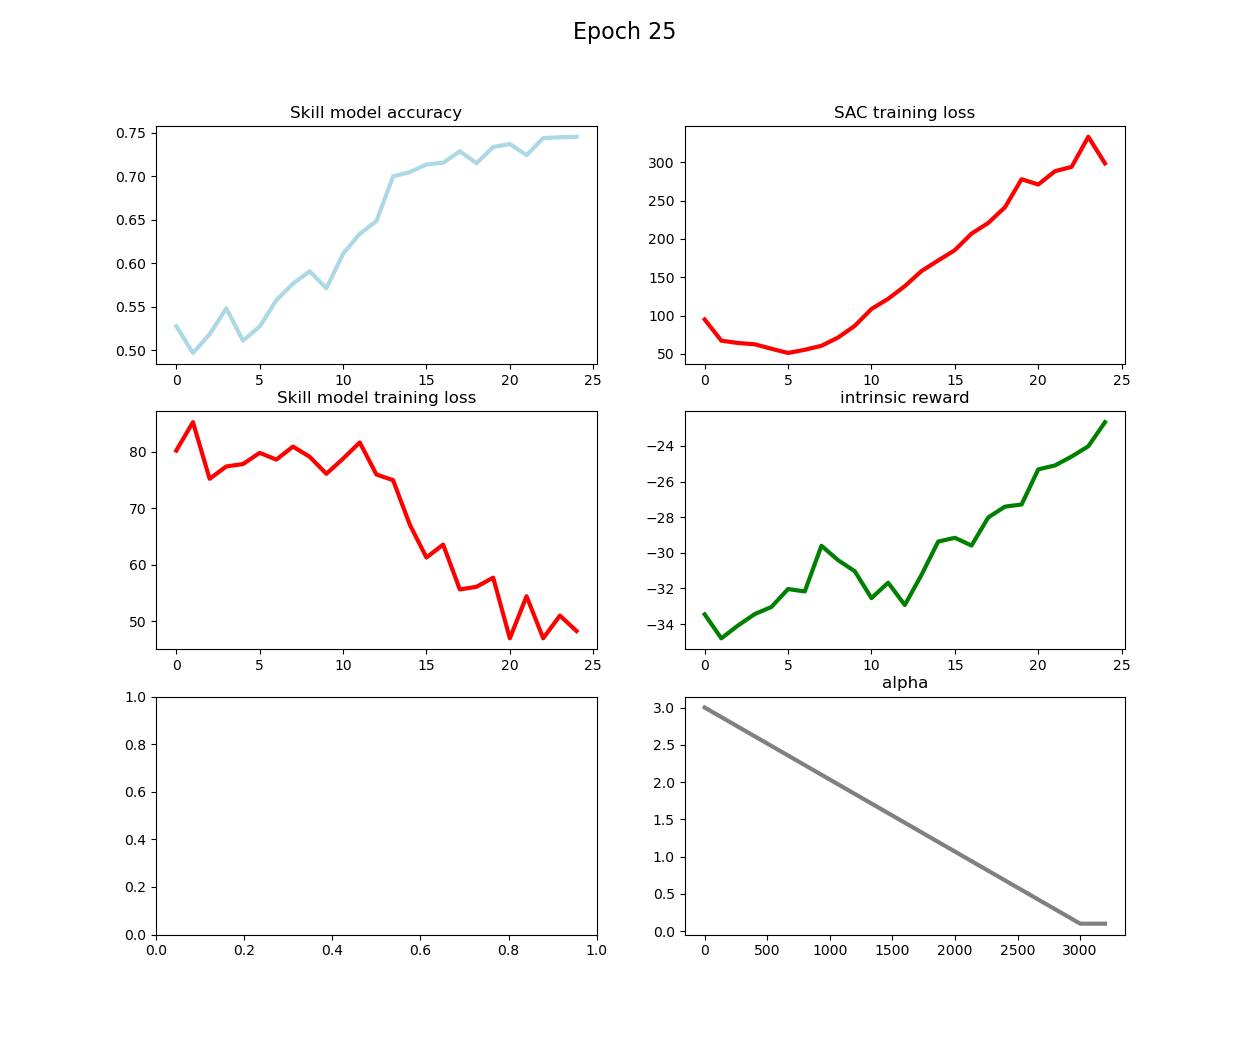 Epoch 25
Skill model accuracy
0.75
0.70
0.65
0.60
0.55
0.50
0 5 10 15 20 25
SAC training loss
300
250
200
150
100
50
0 5 10 15 20 25
Skill model training loss
80
70
60
50
0 5 10 15 20 25
intrinsic reward
−24
−26
−28
−30
−32
−34
0 5 10 15 20 25
1.0
0.8
0.6
0.4
0.2
0.0
0.0 0.2 0.4 0.6 0.8 1.0
alpha
3.0
2.5
2.0
1.5
1.0
0.5
0.0
0 500 1000 1500 2000 2500 3000